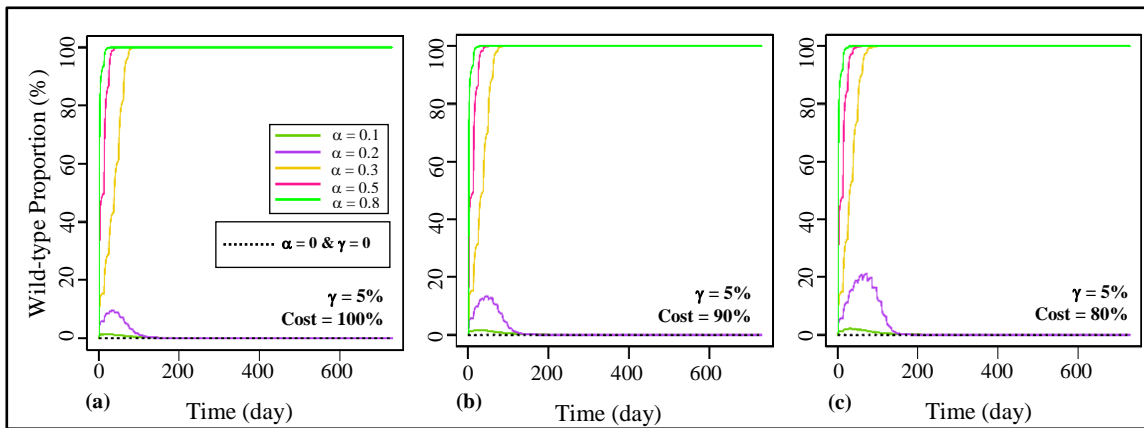 Wild-type Proportion (%)
0 20 40 60 80 100
α = 0.1
α = 0.2
α = 0.3
α = 0.5
α = 0.8
α = 0 & γ = 0
γ = 5%
Cost = 100%
0 200 400 600
(a)
Time (day)
0 20 40 60 80 100
γ = 5%
Cost = 90%
0 200 400 600
(b)
Time (day)
0 20 40 60 80 100
γ = 5%
Cost = 80%
0 200 400 600
(c)
Time (day)